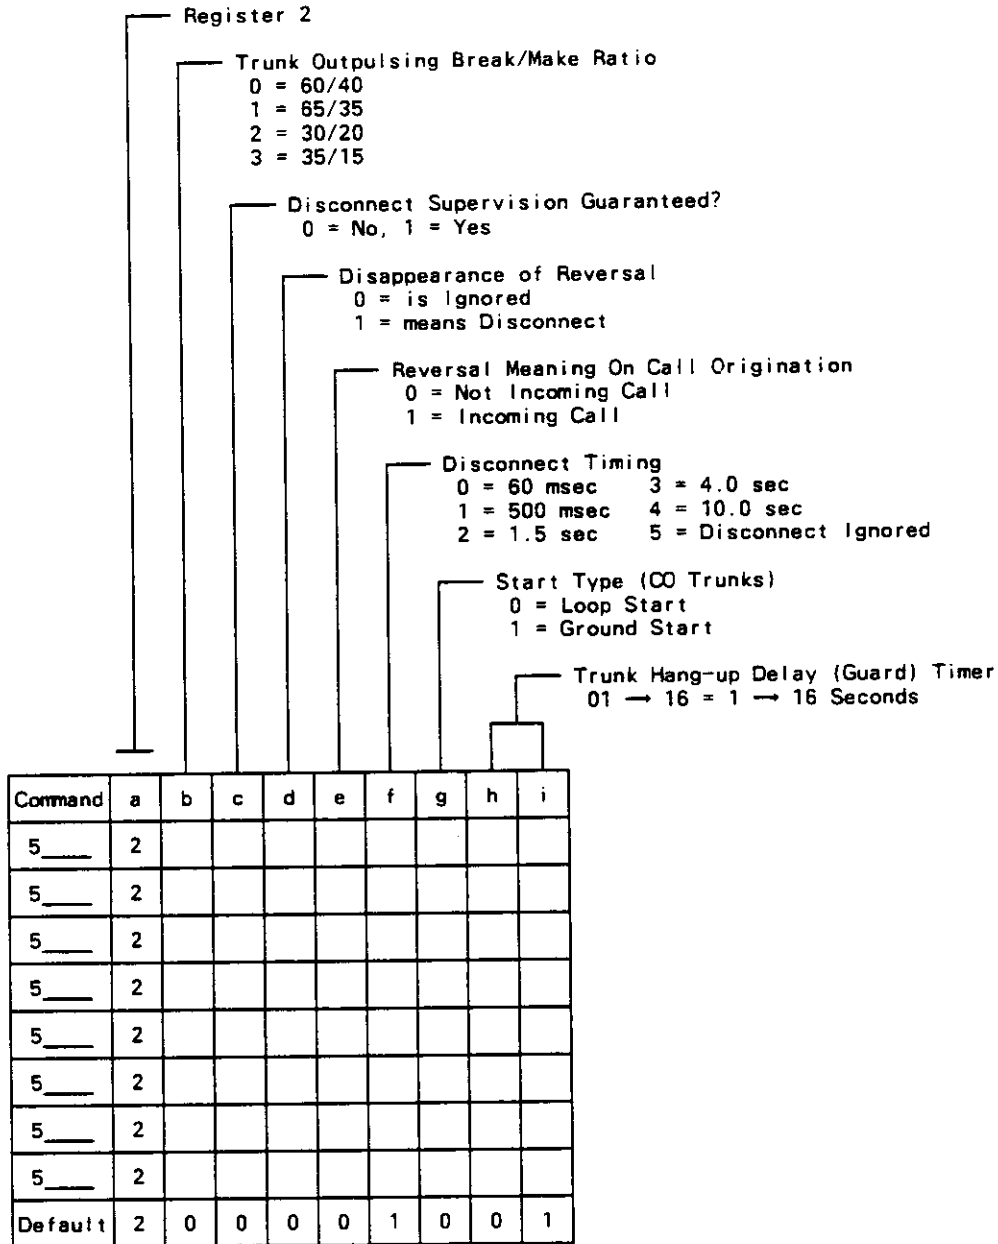 Register 2
Trunk Outpulsing Break/Make Ratio
0 = 60/40
1 = 65/35
2 = 30/20
3 = 35/15
Disconnect Supervision Guaranteed?
0 = No, 1 = Yes
Disappearance of Reversal
0 = is Ignored
1 = means Disconnect
Reversal Meaning On Call Origination
0 = Not Incoming Call
1 = Incoming Call
Disconnect Timing
0 = 60 msec 3 = 4.0 sec
1 = 500 msec 4 = 10.0 sec
2 = 1.5 sec 5 = Disconnect Ignored
Start Type (CO Trunks)
0 = Loop Start
1 = Ground Start
Trunk Hang-up Delay (Guard) Timer
01 → 16 = 1 → 16 Seconds
Command a b c d e f g h i
5____ 2
5____ 2
5____ 2
5____ 2
5____ 2
5____ 2
5____ 2
5____ 2
Default 2 0 0 0 0 1 0 0 1